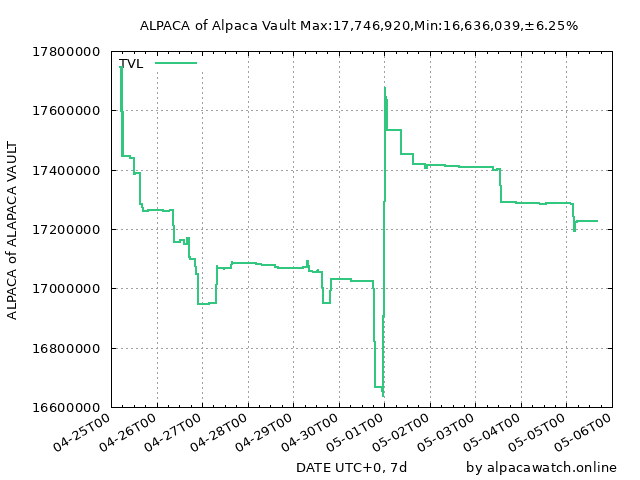 ALPACA of Alpaca Vault Max:17,746,920,Min:16,636,039,±6.25%
TVL
ALPACA of ALAPACA VAULT
17800000
17600000
17400000
17200000
17000000
16800000
16600000
04-25T00
04-26T00
04-27T00
04-28T00
04-29T00
04-30T00
05-01T00
05-02T00
05-03T00
05-04T00
05-05T00
05-06T00
DATE UTC+0, 7d
by alpacawatch.online